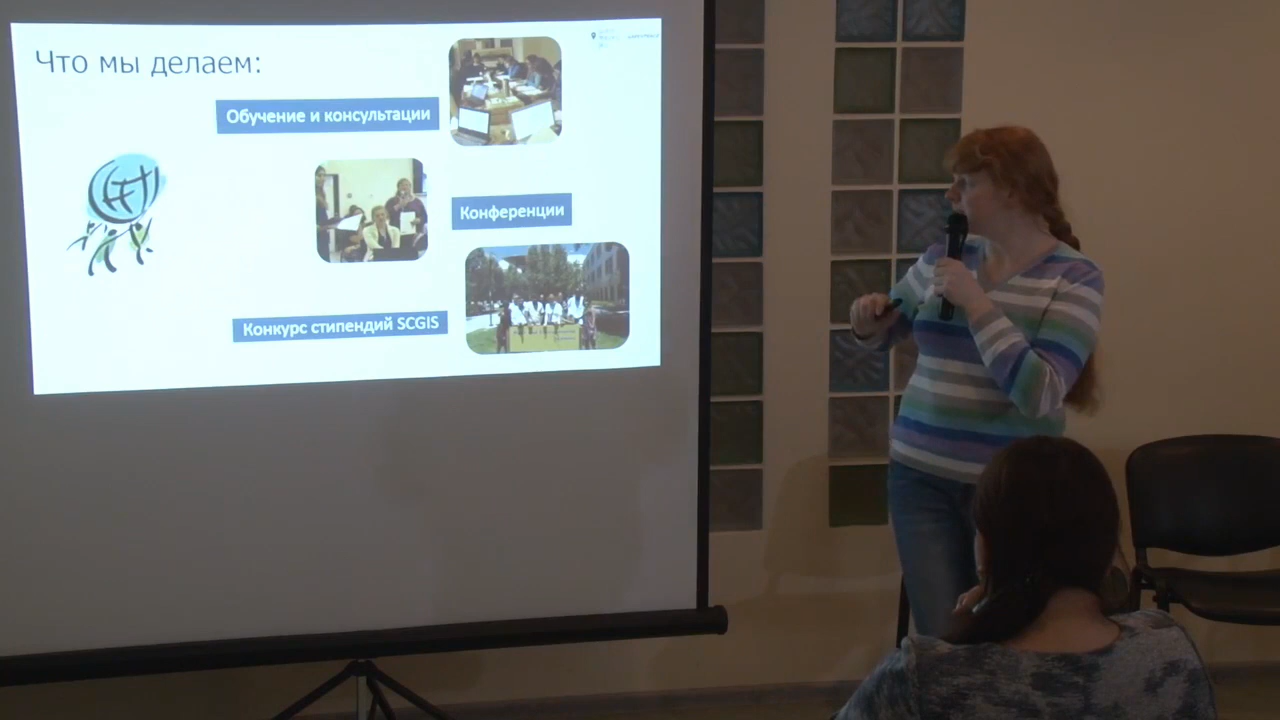 Что мы делаем:
Обучение и консультации
Конференции
Конкурс стипендий SCGIS